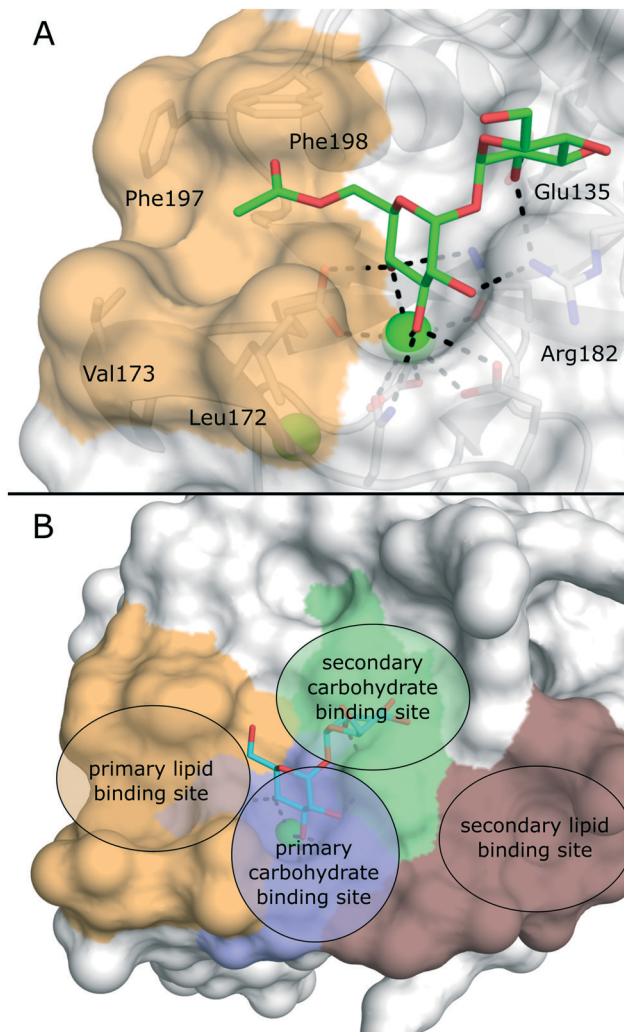 A
Phe198
Phe197
Glu135
Arg182
Val173
Leu172
B
secondary
carbohydrate
binding site
primary lipid
binding site
secondary lipid
binding site
primary
carbohydrate
binding site